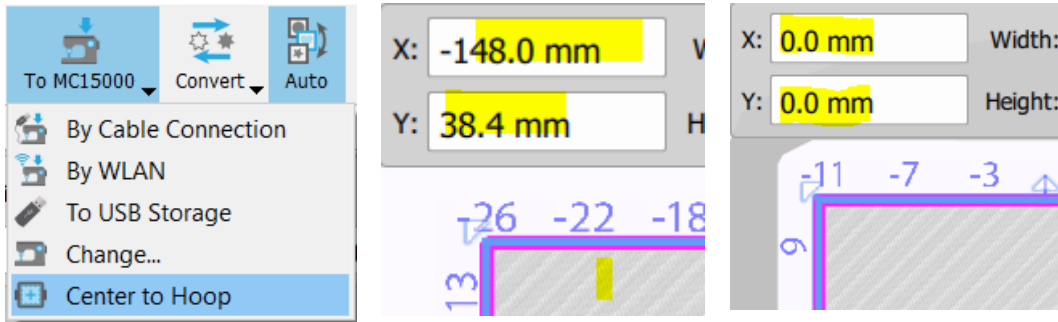 To MC15000 Convert Auto
By Cable Connection
By WLAN
To USB Storage
Change...
Center to Hoop
X: -148.0 mm
Y: 38.4 mm H
-26 -22 -18
13
X: 0.0 mm Width:
Y: 0.0 mm Height:
-11 -7 -3
9